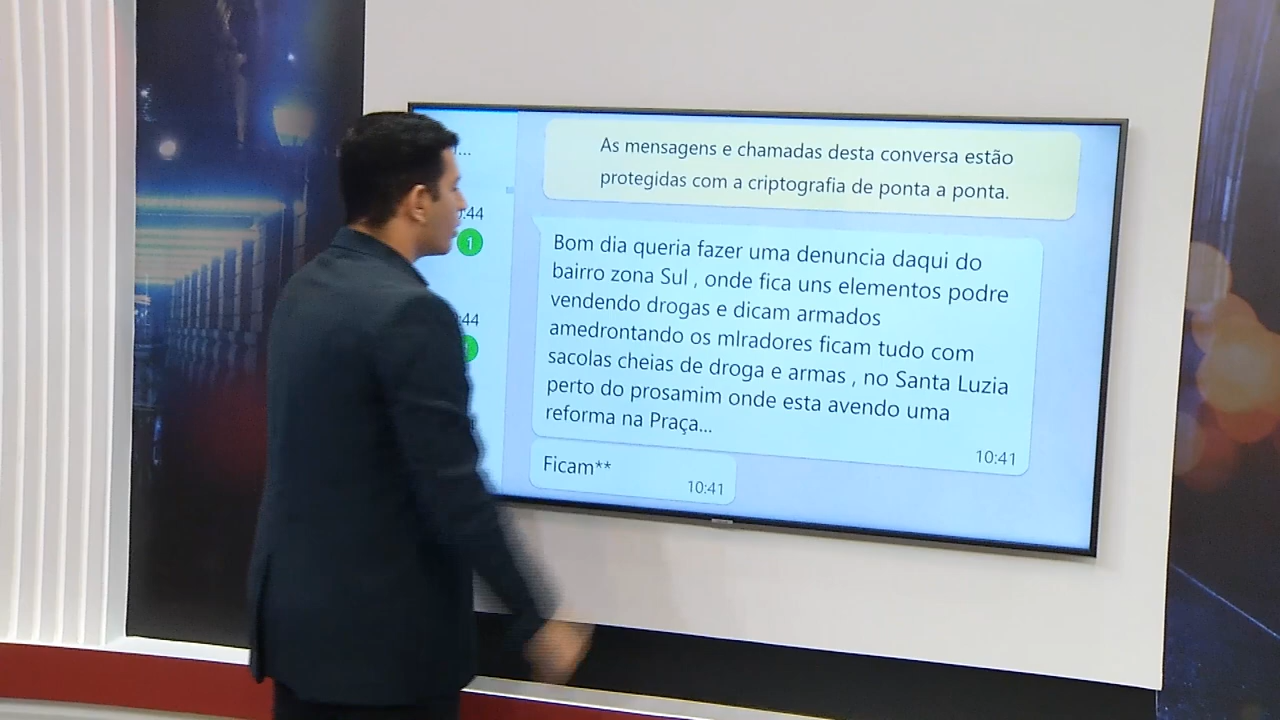 As mensagens e chamadas desta conversa estão
protegidas com a criptografia de ponta a ponta.
:44
1
Bom dia queria fazer uma denuncia daqui do
bairro zona Sul , onde fica uns elementos podre
vendendo drogas e dicam armados
amedrontando os mlradores ficam tudo com
sacolas cheias de droga e armas , no Santa Luzia
perto do prosamim onde esta avendo uma
reforma na Praça...
10:41
:44
Ficam**
10:41